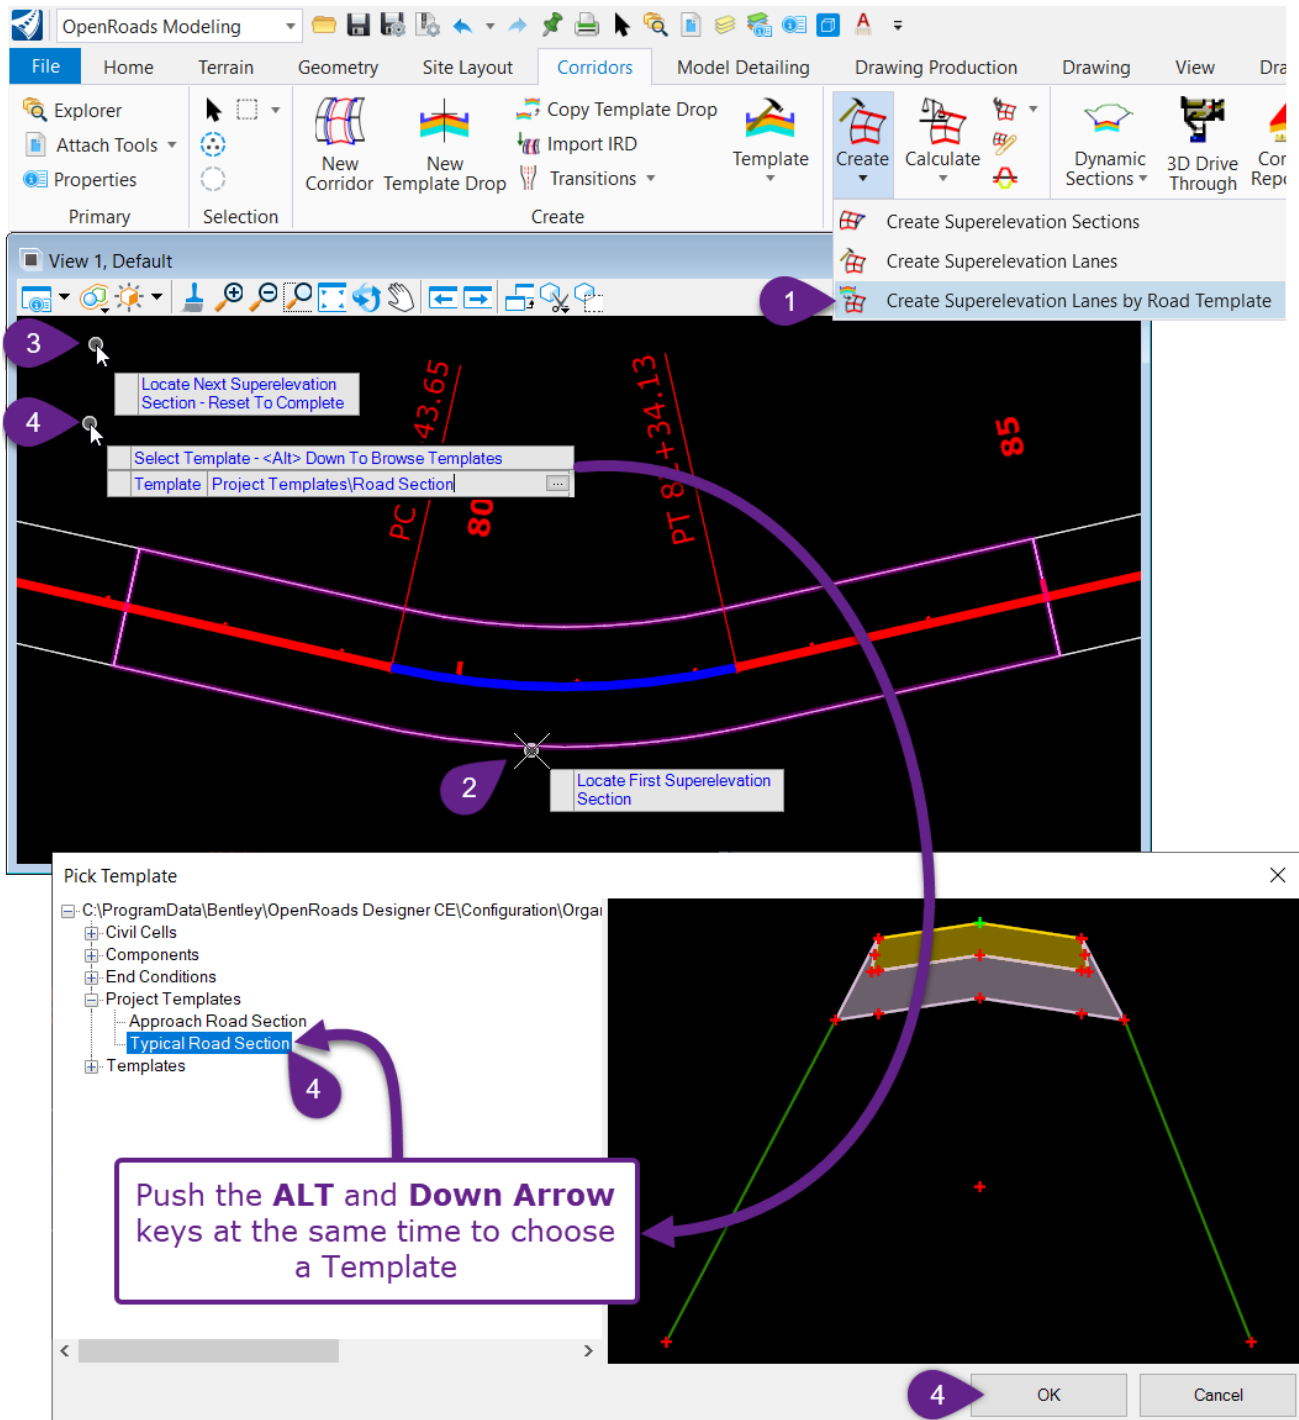 OpenRoads Modeling
File Home Terrain Geometry Site Layout Corridors Model Detailing Drawing Production Drawing View Dra
Explorer
Attach Tools
Properties
Primary
Selection
New
Corridor
New
Template Drop
Copy Template Drop
Import IRD
Transitions
Template
Create
Create
Calculate
Dynamic
Sections
3D Drive
Through
Cor
Repo
Create Superelevation Sections
Create Superelevation Lanes
1
Create Superelevation Lanes by Road Template
View 1, Default
3
Locate Next Superelevation
Section - Reset To Complete
4
Select Template - <Alt> Down To Browse Templates
Template Project Templates\Road Section
...
PC
43.65
80
PT 82+34.13
85
2
Locate First Superelevation
Section
Pick Template
C:\ProgramData\Bentley\OpenRoads Designer CE\Configuration\Organ
Civil Cells
Components
End Conditions
Project Templates
Approach Road Section
Typical Road Section
Templates
4
Push the ALT and Down Arrow
keys at the same time to choose
a Template
4
OK
Cancel